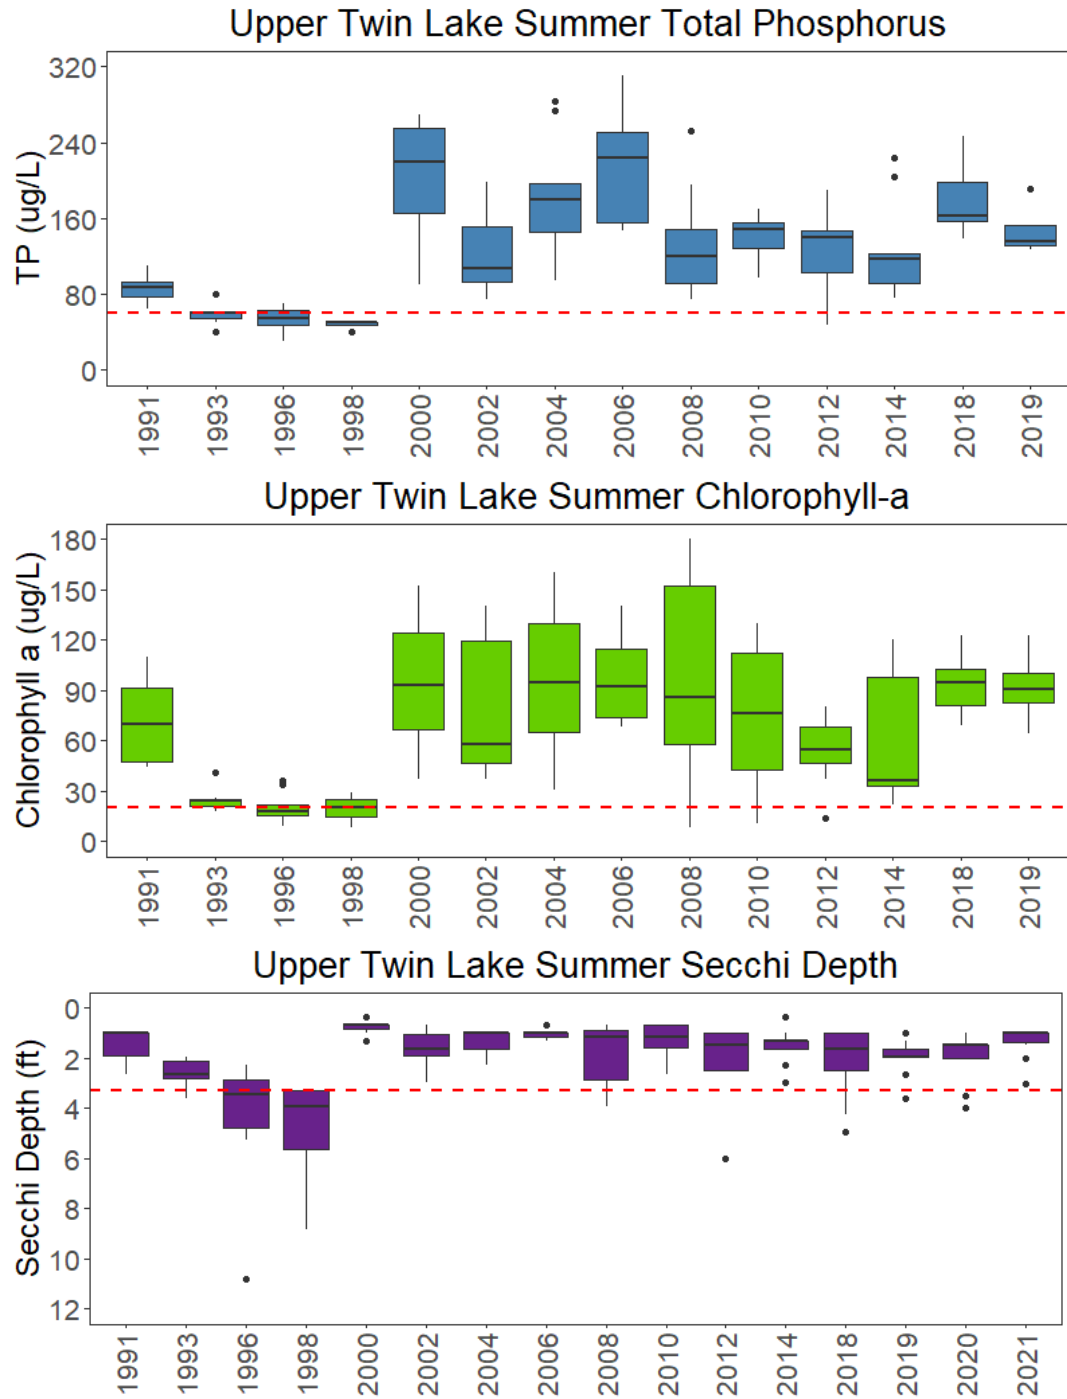 Upper Twin Lake Summer Total Phosphorus
TP (ug/L)
320
240
160
80
0
1991 1993 1996 1998 2000 2002 2004 2006 2008 2010 2012 2014 2018 2019
Upper Twin Lake Summer Chlorophyll-a
Chlorophyll a (ug/L)
180
150
120
90
60
30
0
1991 1993 1996 1998 2000 2002 2004 2006 2008 2010 2012 2014 2018 2019
Upper Twin Lake Summer Secchi Depth
Secchi Depth (ft)
0
2
4
6
8
10
12
1991 1993 1996 1998 2000 2002 2004 2006 2008 2010 2012 2014 2018 2019 2020 2021